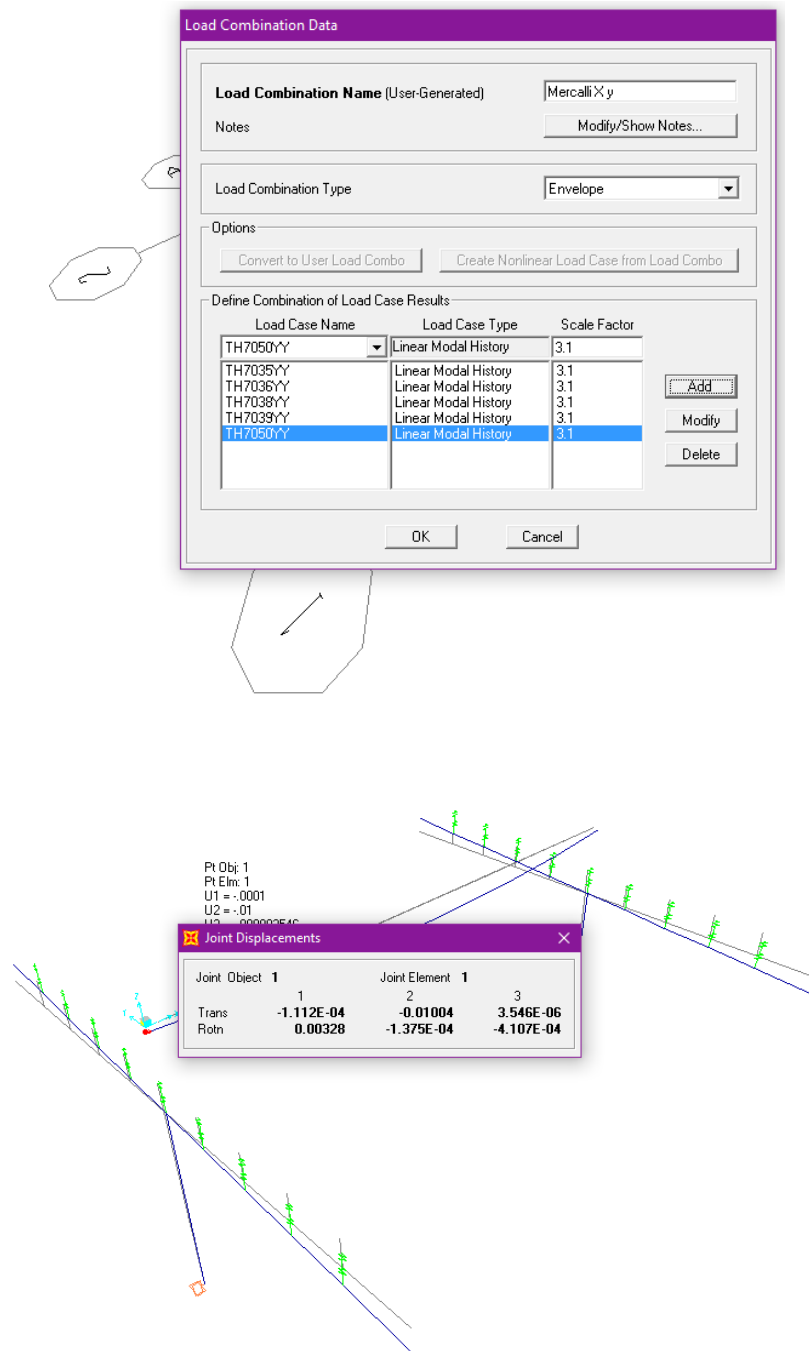 Load Combination Data
Load Combination Name (User-Generated)
Mercalli X y
Notes
Modify/Show Notes...
Load Combination Type
Envelope
Options
Convert to User Load Combo
Create Nonlinear Load Case from Load Combo
Define Combination of Load Case Results
Load Case Name Load Case Type Scale Factor
TH7050YY Linear Modal History 3.1
TH7035YY Linear Modal History 3.1
TH7036YY Linear Modal History 3.1
TH7038YY Linear Modal History 3.1
TH7039YY Linear Modal History 3.1
TH7050YY Linear Modal History 3.1
Add
Modify
Delete
OK Cancel
Pt Obj: 1
Pt Elm: 1
U1 = -.0001
U2 = -.01
Joint Displacements
Joint Object 1 Joint Element 1
1 2 3
Trans -1.112E-04 -0.01004 3.546E-06
Rotn 0.00328 -1.375E-04 -4.107E-04